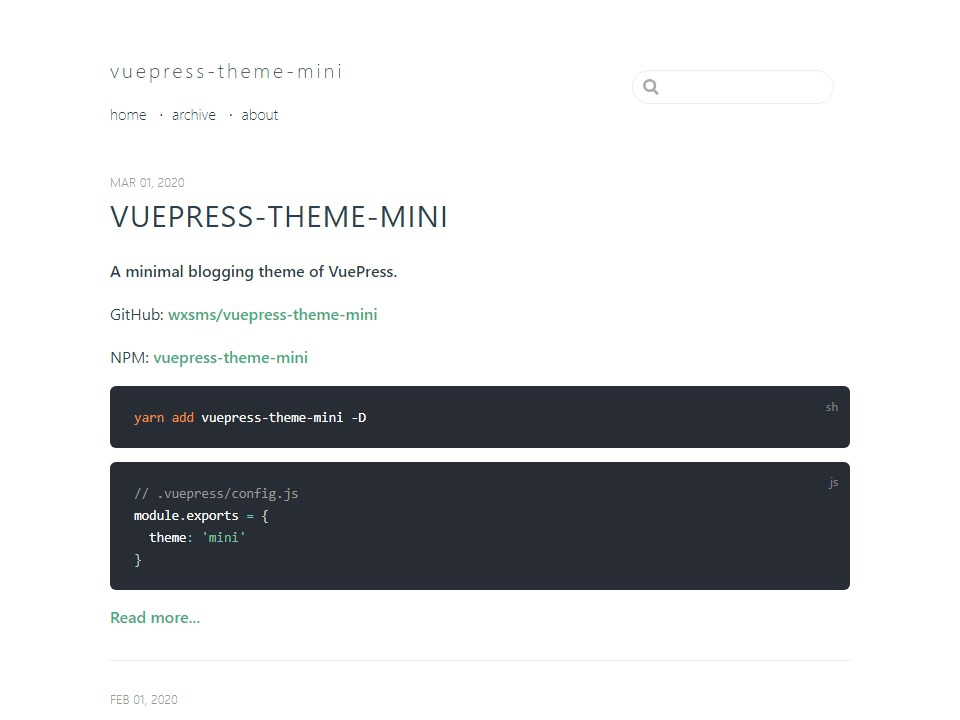 vuepress-theme-mini
home · archive · about
MAR 01, 2020
VUEPRESS-THEME-MINI
A minimal blogging theme of VuePress.
GitHub: wxsms/vuepress-theme-mini
NPM: vuepress-theme-mini
sh
yarn add vuepress-theme-mini -D
js
// .vuepress/config.js
module.exports = {
  theme: 'mini'
}
Read more...
FEB 01, 2020